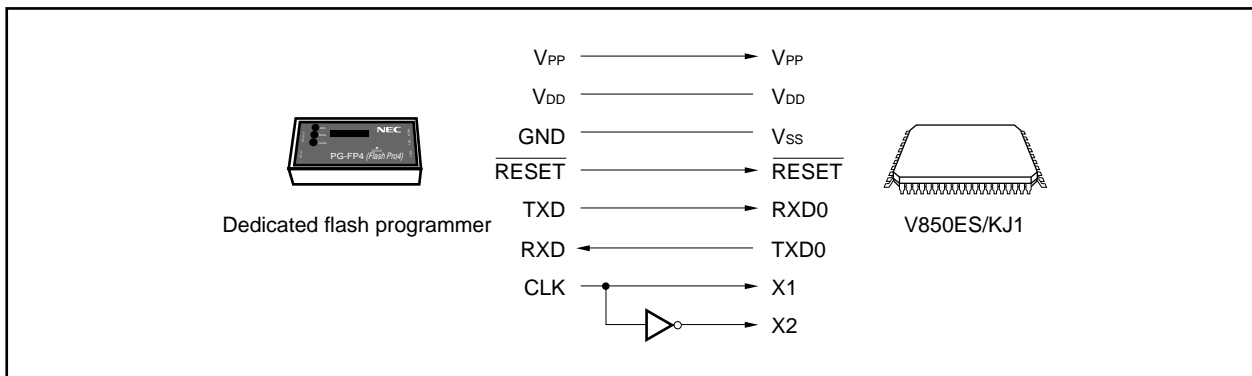 VPP VPP
VDD VDD
GND VSS
RESET RESET
TXD RXD0
RXD TXD0
CLK X1
X2
NEC
PG-FP4 (Flash Pro4)
Dedicated flash programmer
V850ES/KJ1